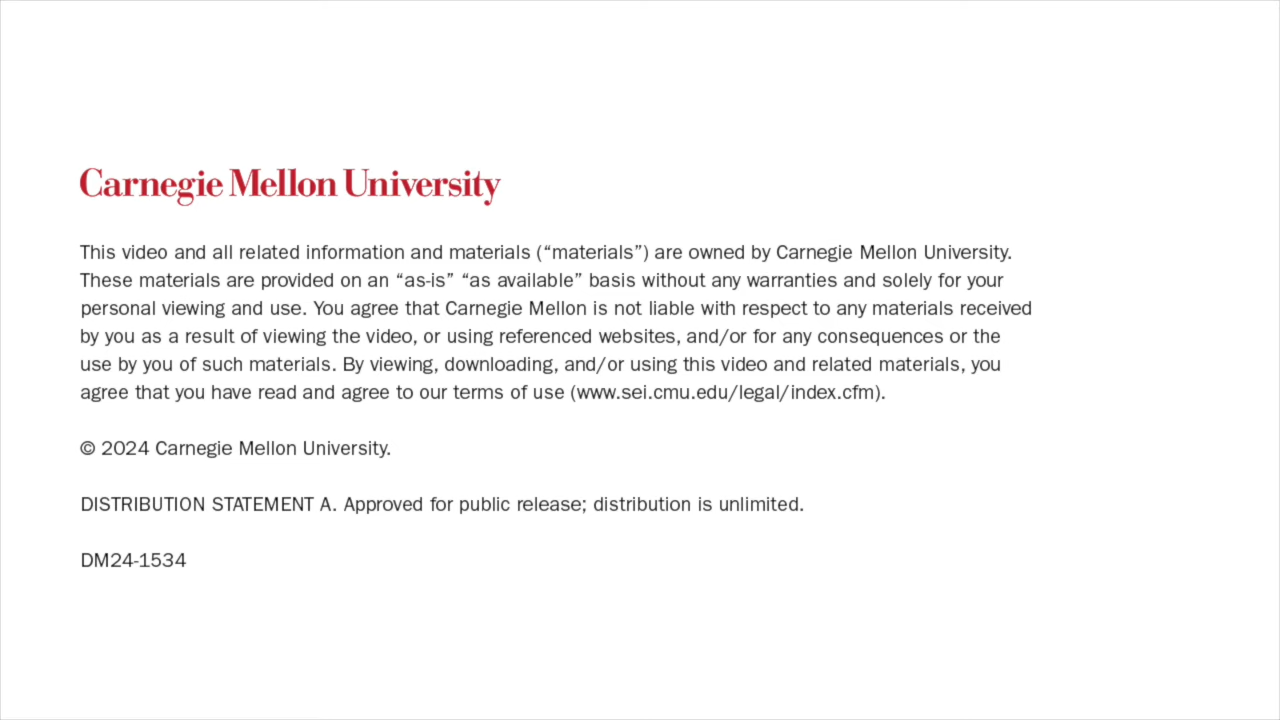 Carnegie Mellon University
This video and all related information and materials (“materials”) are owned by Carnegie Mellon University.
These materials are provided on an “as-is” “as available” basis without any warranties and solely for your
personal viewing and use. You agree that Carnegie Mellon is not liable with respect to any materials received
by you as a result of viewing the video, or using referenced websites, and/or for any consequences or the
use by you of such materials. By viewing, downloading, and/or using this video and related materials, you
agree that you have read and agree to our terms of use (www.sei.cmu.edu/legal/index.cfm).
© 2024 Carnegie Mellon University.
DISTRIBUTION STATEMENT A. Approved for public release; distribution is unlimited.
DM24-1534